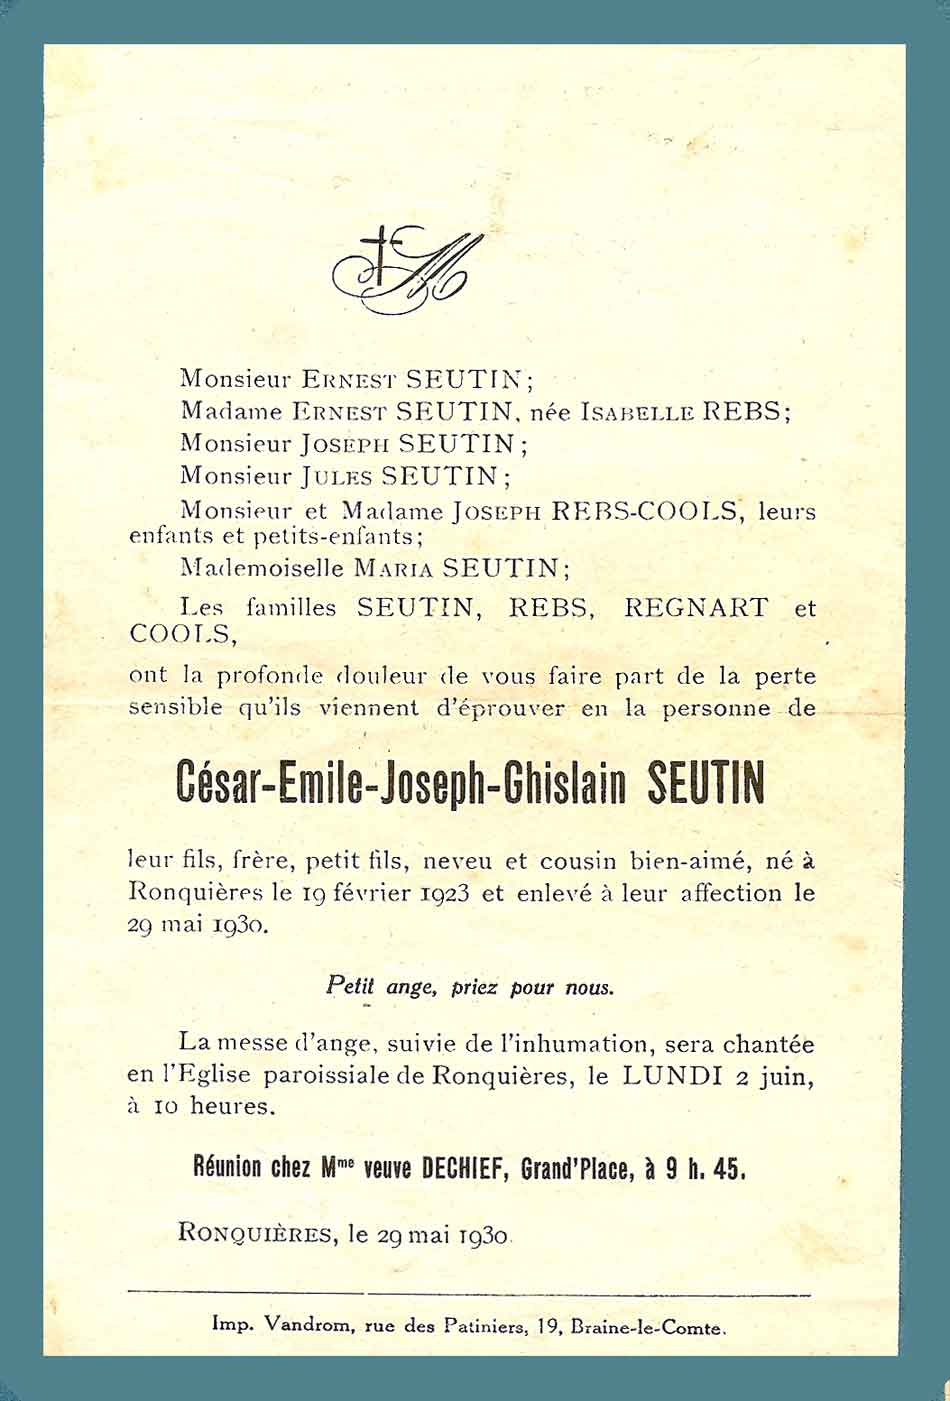 M
Monsieur ERNEST SEUTIN;
Madame ERNEST SEUTIN, née ISABELLE REBS;
Monsieur JOSEPH SEUTIN;
Monsieur JULES SEUTIN;
Monsieur et Madame JOSEPH REBS-COOLS, leurs
enfants et petits-enfants;
Mademoiselle MARIA SEUTIN;
Les familles SEUTIN, REBS, REGNART et
COOLS,
ont la profonde douleur de vous faire part de la perte
sensible qu'ils viennent d'éprouver en la personne de
César-Emile-Joseph-Ghislain SEUTIN
leur fils, frère, petit fils, neveu et cousin bien-aimé, né à
Ronquières le 19 février 1923 et enlevé à leur affection le
29 mai 1930.
Petit ange, priez pour nous.
La messe d'ange, suivie de l'inhumation, sera chantée
en l'Eglise paroissiale de Ronquières, le LUNDI 2 juin,
à 10 heures.
Réunion chez Mme veuve DECHIEF, Grand'Place, à 9 h. 45.
RONQUIÈRES, le 29 mai 1930.
Imp. Vandrom, rue des Patiniers, 19, Braine-le-Comte.